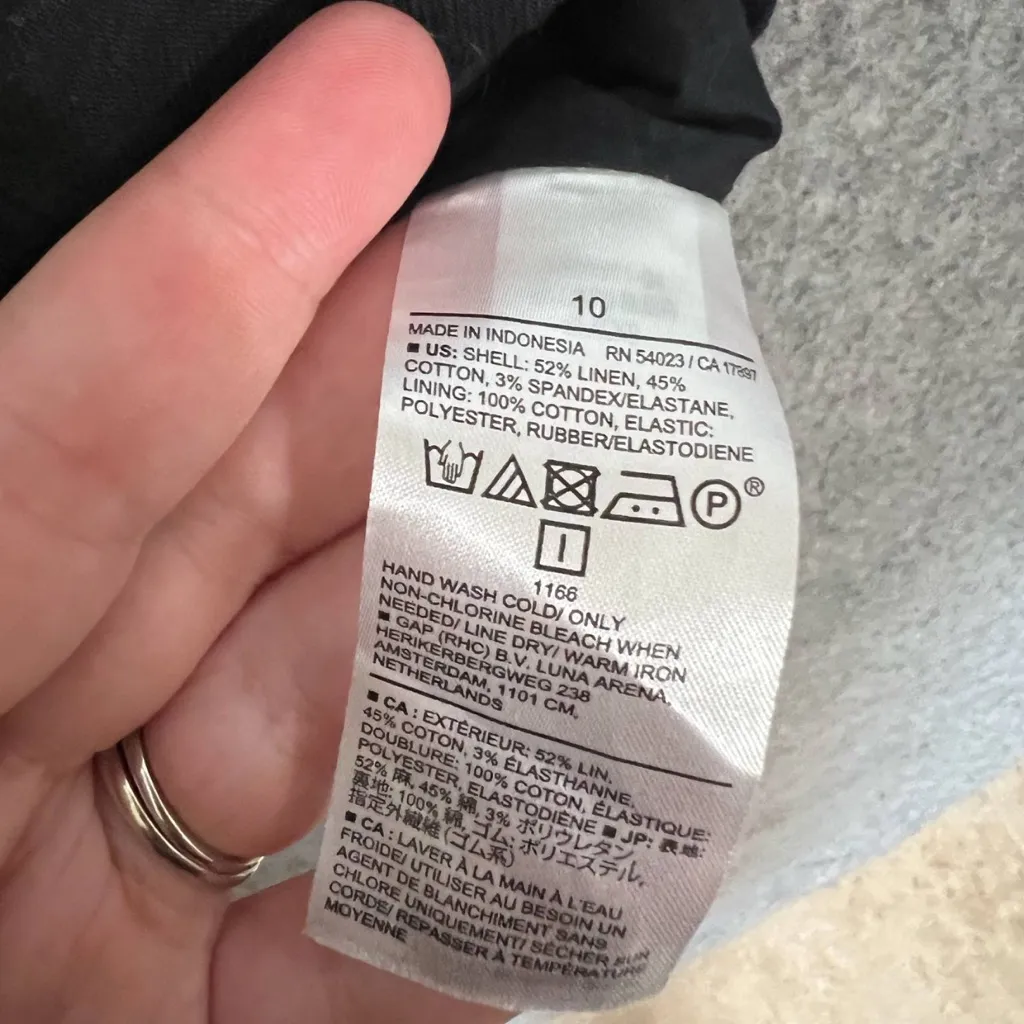 10
MADE IN INDONESIA RN 54023 / CA 17897
■ US: SHELL: 52% LINEN, 45%
COTTON, 3% SPANDEX/ELASTANE,
LINING: 100% COTTON, ELASTIC:
POLYESTER, RUBBER/ELASTODIENE
P ®
I
1166
HAND WASH COLD/ ONLY
NON-CHLORINE BLEACH WHEN
NEEDED/ LINE DRY/ WARM IRON
■ GAP (RHC) B.V. LUNA ARENA,
HERIKERBERGWEG 238
AMSTERDAM, 1101 CM,
NETHERLANDS
■ CA : EXTÉRIEUR: 52% LIN.
45% COTON, 3% ÉLASTHANNE,
DOUBLURE: 100% COTON, ÉLASTIQUE:
POLYESTER, ELASTODIÈNE ■ JP: 表地:
52% 麻, 45% 綿, 3% ポリウレタン
裏地: 100% 綿, ゴム: ポリエステル,
指定外繊維 (ゴム系)
■ CA : LAVER À LA MAIN À L'EAU
FROIDE/ UTILISER AU BESOIN UN
AGENT DE BLANCHIMENT SANS
CHLORE UNIQUEMENT/ SÉCHER SUR
CORDE/ REPASSER À TEMPÉRATURE
MOYENNE